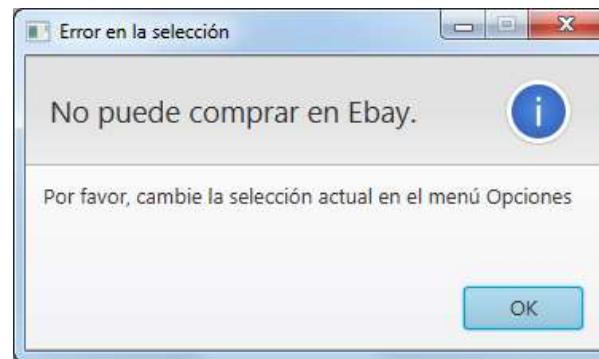 Error en la selección
No puede comprar en Ebay.
Por favor, cambie la selección actual en el menú Opciones
OK